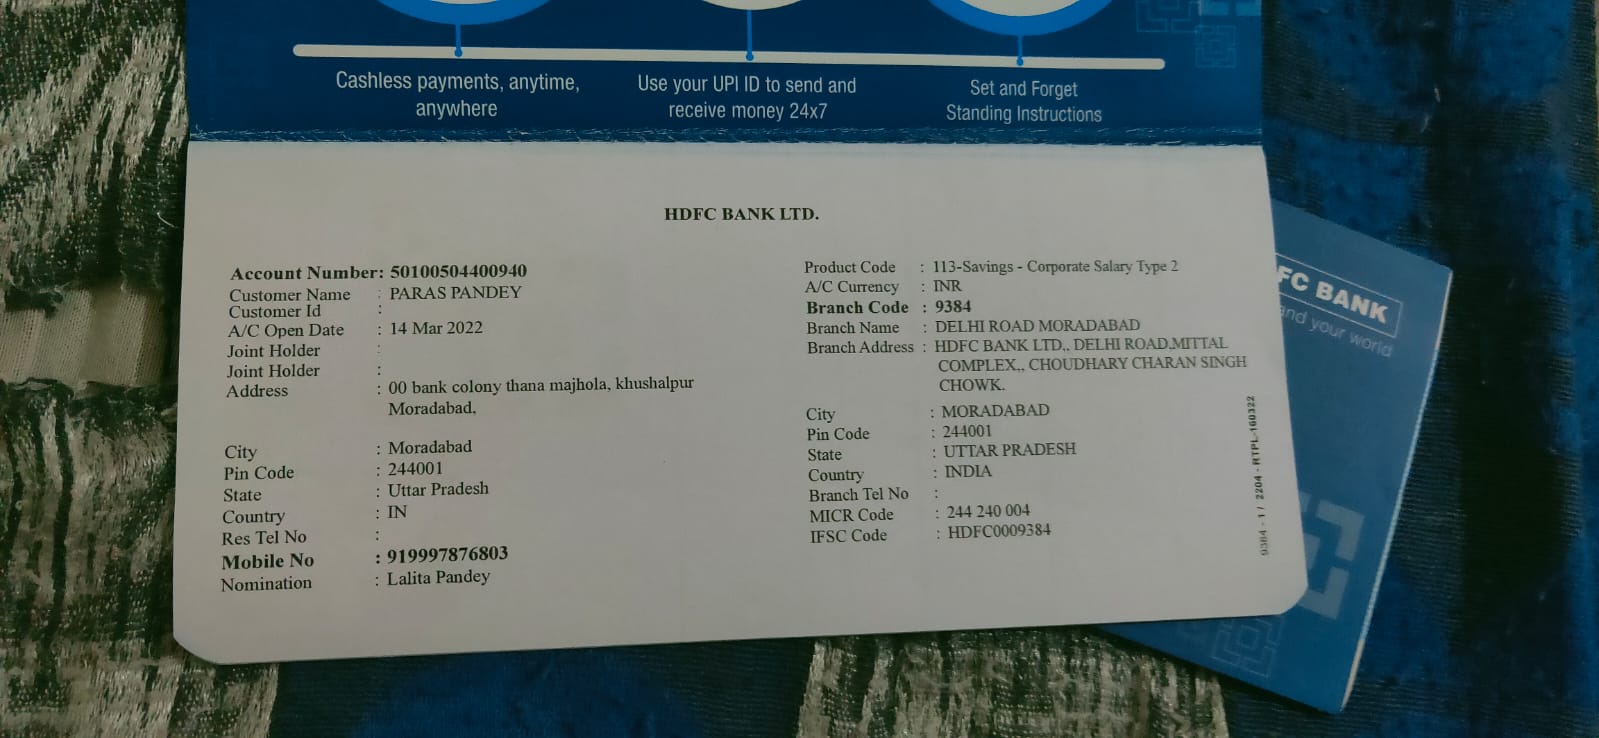 Cashless payments, anytime,
anywhere
Use your UPI ID to send and
receive money 24x7
Set and Forget
Standing Instructions
HDFC BANK LTD.
Account Number: 50100504400940
Customer Name : PARAS PANDEY
Customer Id :
A/C Open Date : 14 Mar 2022
Joint Holder :
Joint Holder :
Address : 00 bank colony thana majhola, khushalpur
Moradabad,
City : Moradabad
Pin Code : 244001
State : Uttar Pradesh
Country : IN
Res Tel No :
Mobile No : 919997876803
Nomination : Lalita Pandey
Product Code : 113-Savings - Corporate Salary Type 2
A/C Currency : INR
Branch Code : 9384
Branch Name : DELHI ROAD MORADABAD
Branch Address : HDFC BANK LTD,, DELHI ROAD,MITTAL
COMPLEX,, CHOUDHARY CHARAN SINGH
CHOWK.
City : MORADABAD
Pin Code : 244001
State : UTTAR PRADESH
Country : INDIA
Branch Tel No :
MICR Code : 244 240 004
IFSC Code : HDFC0009384
9384 - 1 / 2204 - RTPL-160322
FC BANK
and your world